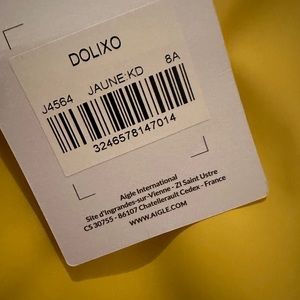 DOLIXO
J4564 JAUNE:KD 8A
3246578147014
Aigle International
Site d'Ingrandes-sur-Vienne - ZI Saint Ustre
CS 30755 - 86107 Chatellerault Cedex - France
WWW.AIGLE.COM